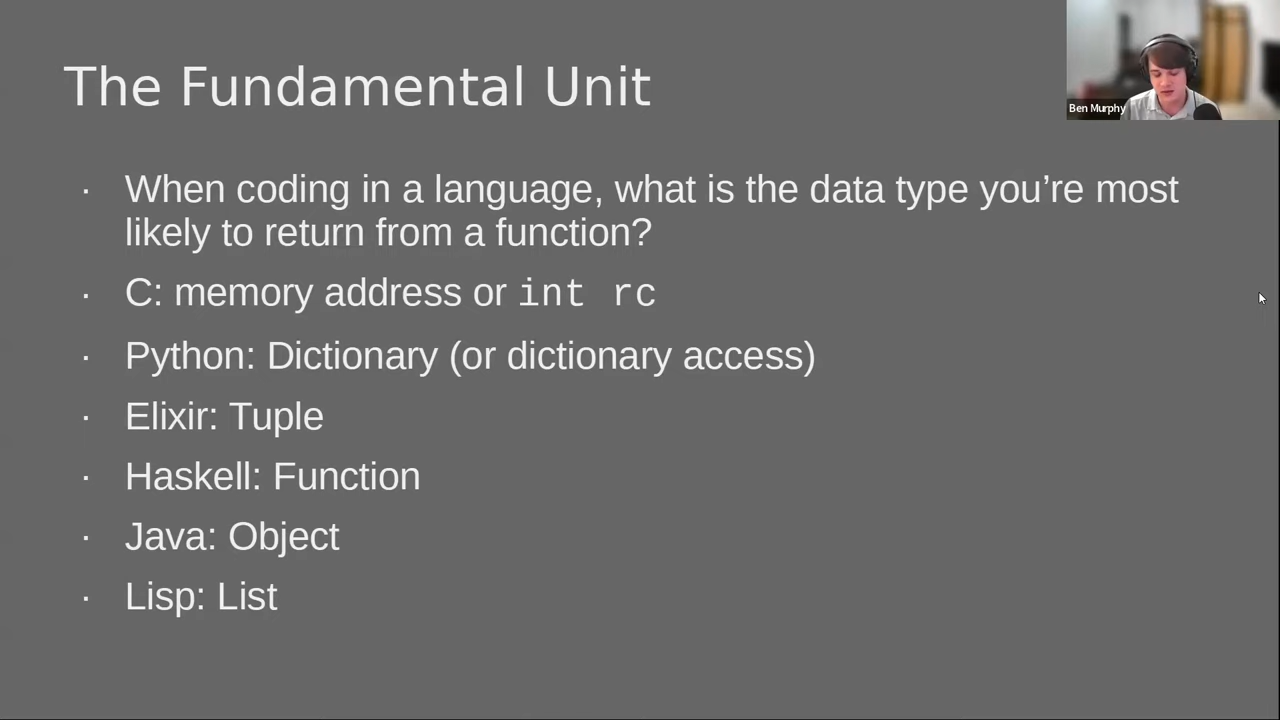 The Fundamental Unit
Ben Murphy
· When coding in a language, what is the data type you’re most
likely to return from a function?
· C: memory address or int rc
· Python: Dictionary (or dictionary access)
· Elixir: Tuple
· Haskell: Function
· Java: Object
· Lisp: List